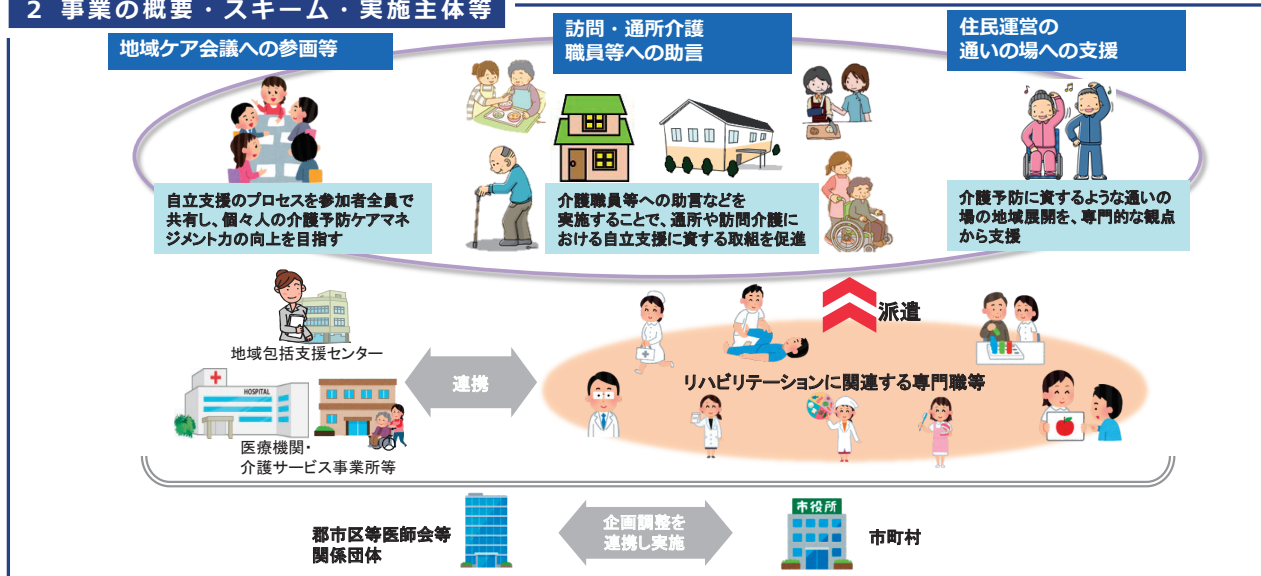 2 事業の概要・スキーム・実施主体等
地域ケア会議への参画等
訪問・通所介護
職員等への助言
住民運営の
通いの場への支援
自立支援のプロセスを参加者全員で
共有し、個々人の介護予防ケアマネ
ジメント力の向上を目指す
介護職員等への助言などを
実施することで、通所や訪問介護に
おける自立支援に資する取組を促進
介護予防に資するような通いの
場の地域展開を、専門的な観点
から支援
派遣
地域包括支援センター
連携
リハビリテーションに関連する専門職等
HOSPITAL
医療機関・
介護サービス事業所等
郡市区等医師会等
関係団体
企画調整を
連携し実施
市役所
市町村